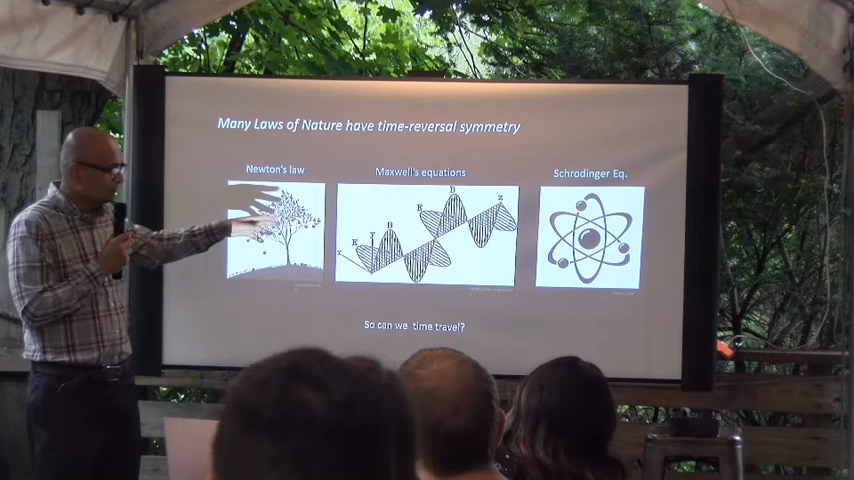 Many Laws of Nature have time-reversal symmetry
Newton's law
Maxwell's equations
Schrodinger Eq.
B
Z
E
B
Y
E
X
So can we time travel?